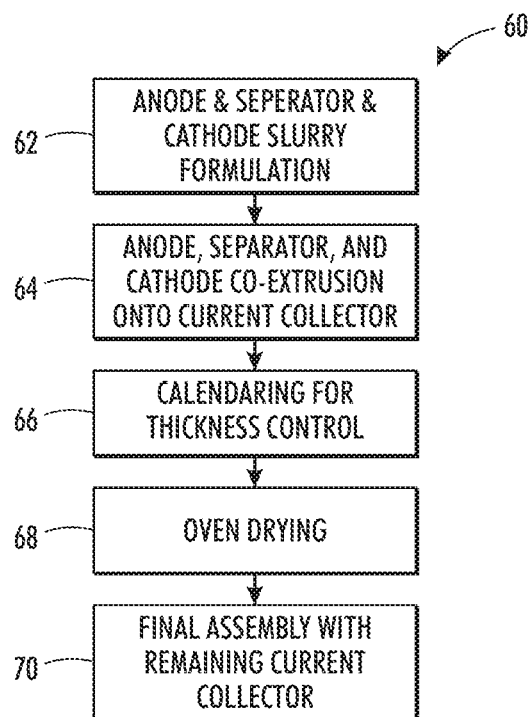 60
62
ANODE & SEPERATOR &
CATHODE SLURRY
FORMULATION
64
ANODE, SEPARATOR, AND
CATHODE CO-EXTRUSION
ONTO CURRENT COLLECTOR
66
CALENDARING FOR
THICKNESS CONTROL
68
OVEN DRYING
70
FINAL ASSEMBLY WITH
REMAINING CURRENT
COLLECTOR